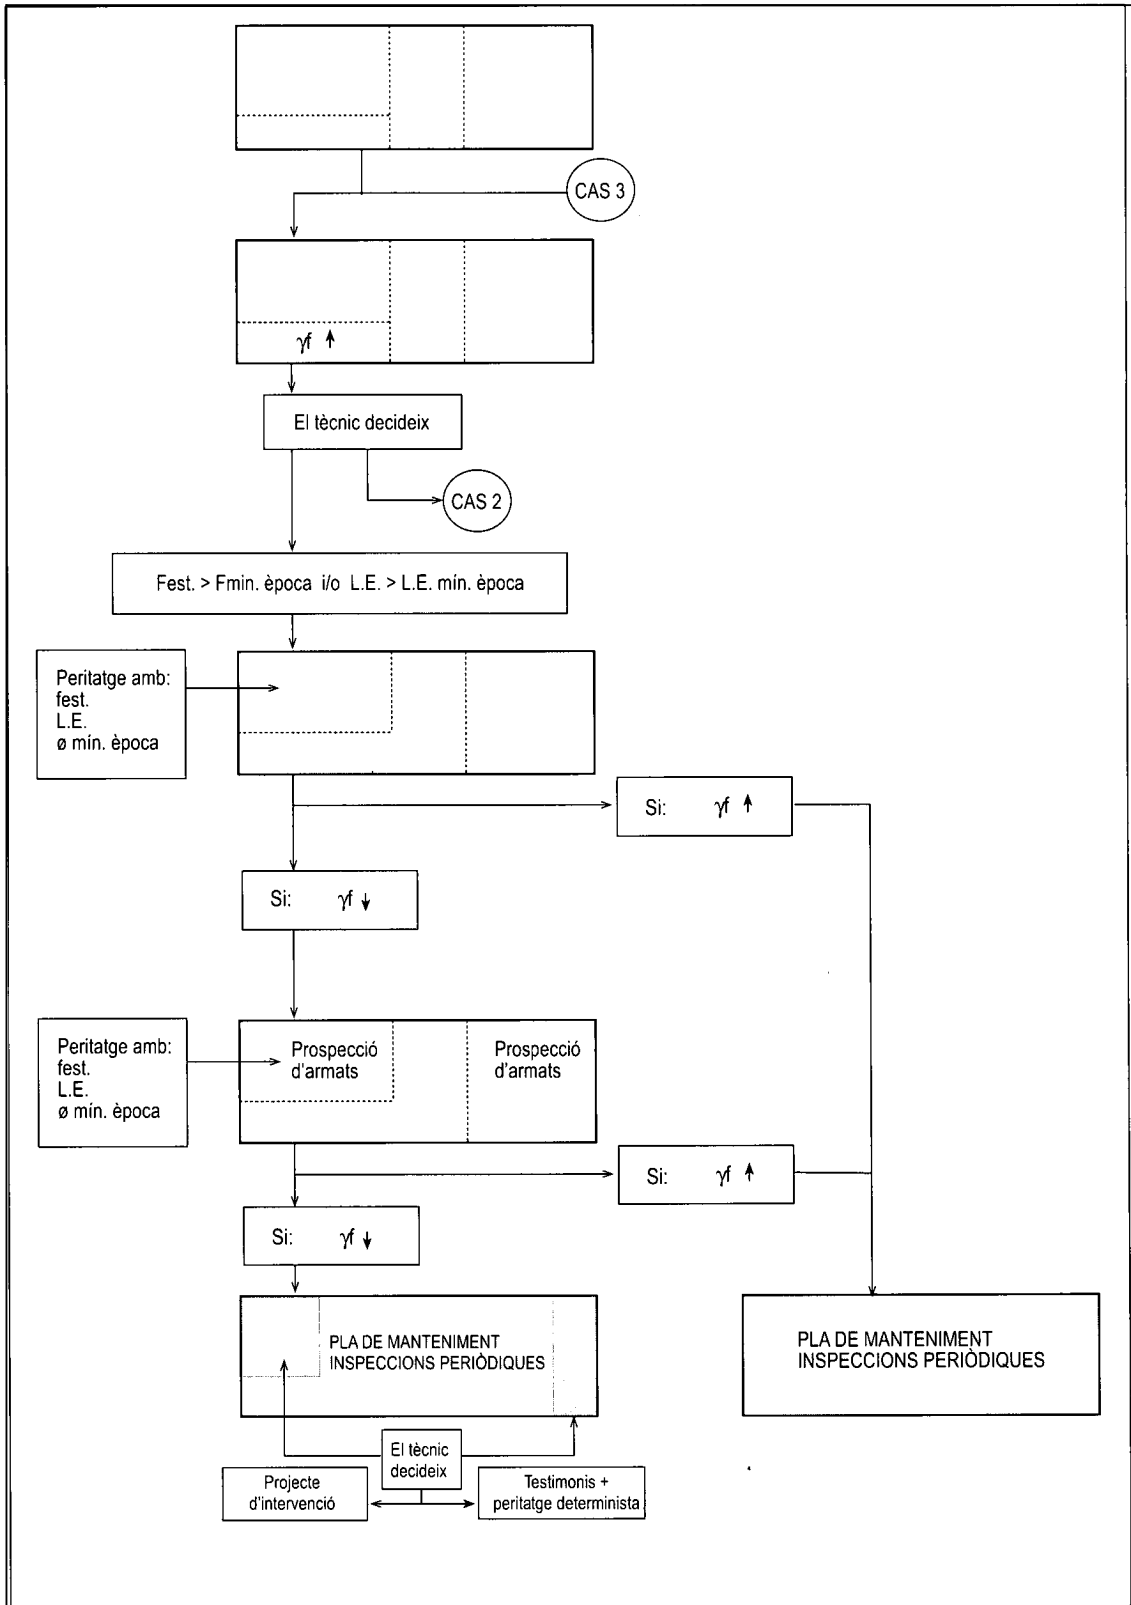 CAS 3
γf ↑
El tècnic decideix
CAS 2
Fest. > Fmin. època i/o L.E. > L.E. mín. època
Peritatge amb:
fest.
L.E.
ø mín. època
Si: γf ↑
Si: γf ↓
Peritatge amb:
fest.
L.E.
ø mín. època
Prospecció
d'armats
Prospecció
d'armats
Si: γf ↑
Si: γf ↓
PLA DE MANTENIMENT
INSPECCIONS PERIÒDIQUES
PLA DE MANTENIMENT
INSPECCIONS PERIÒDIQUES
El tècnic
decideix
Projecte
d'intervenció
Testimonis +
peritatge determinista